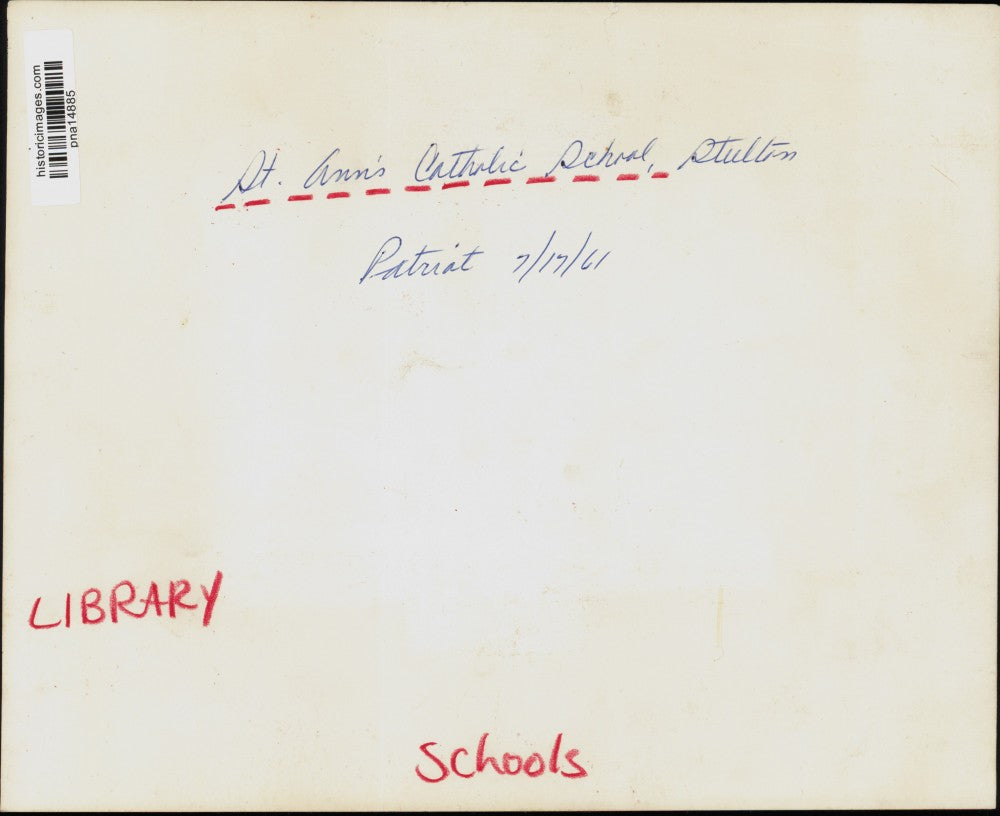 historicimages.com
pna14885
St. Ann's Catholic School, Steelton
Patriot 7/17/61
LIBRARY
Schools